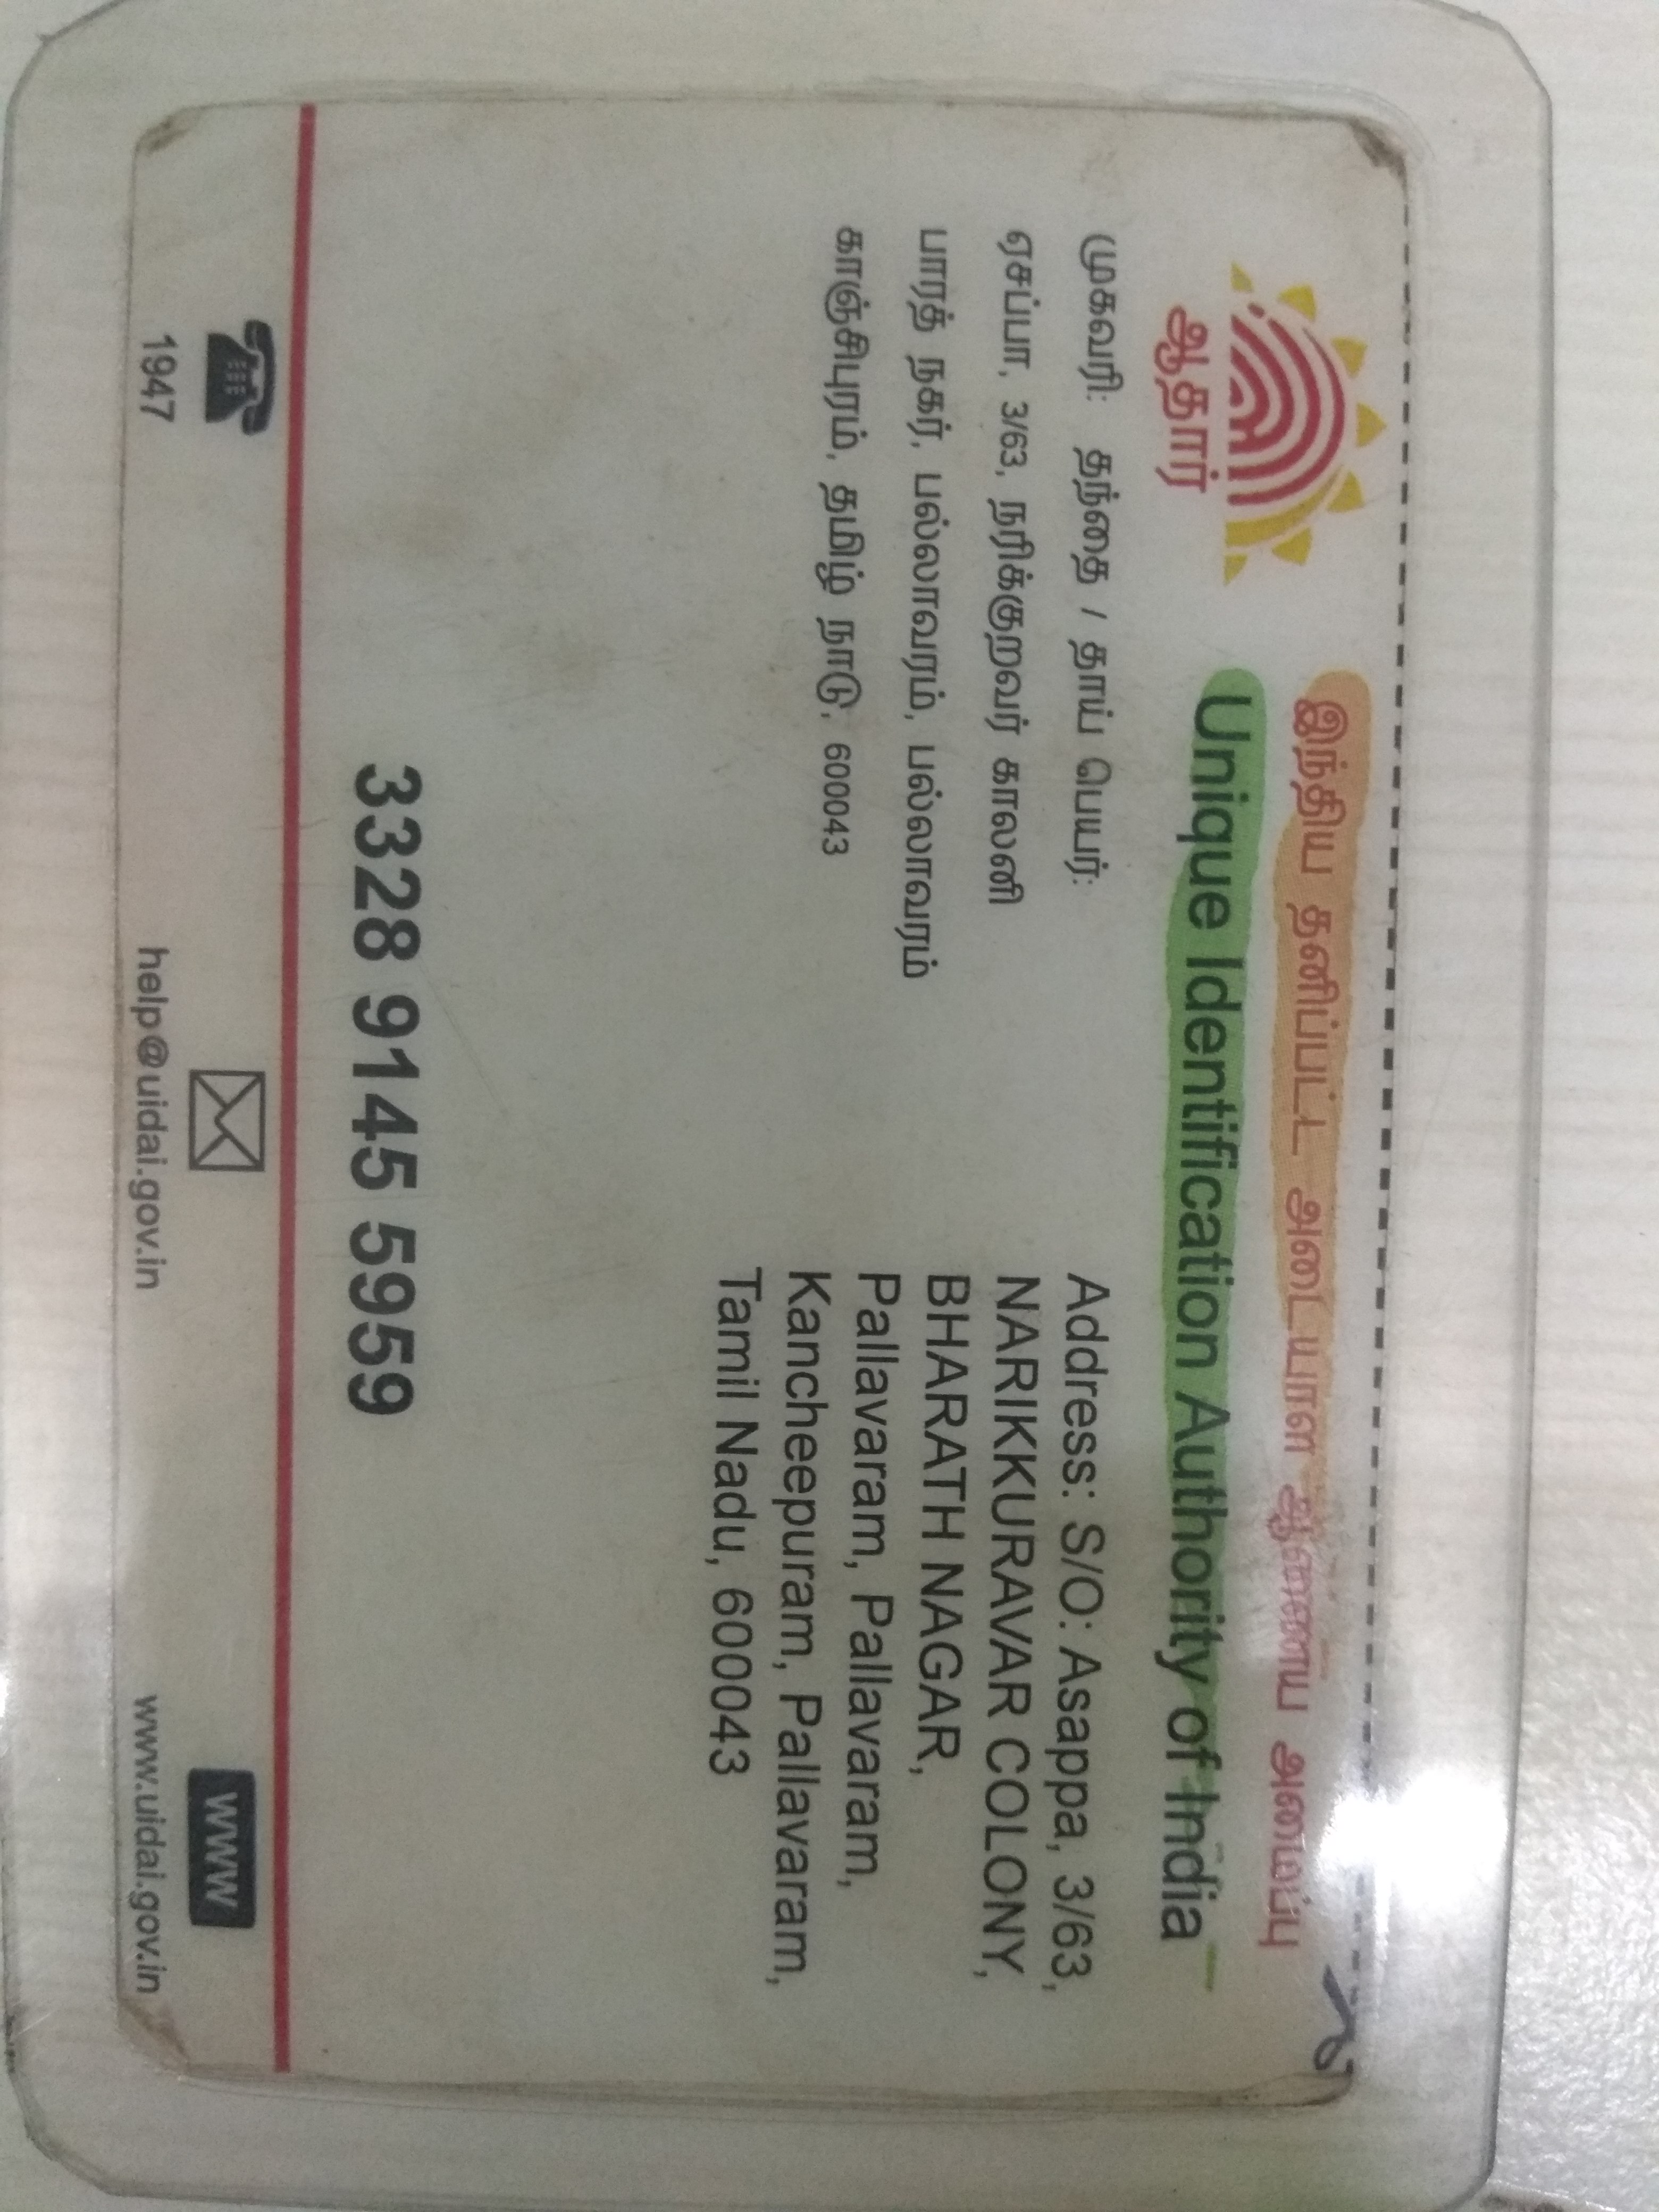 இந்திய தனிப்பட்ட அடையாள ஆணைய அமைப்பு
Unique Identification Authority of India
ஆதார்
முகவரி: தந்தை / தாய் பெயர்:
ஏசப்பா, 3/63, நரிக்குறவர் காலனி
பாரத் நகர், பல்லாவரம், பல்லாவரம்
காஞ்சிபுரம், தமிழ் நாடு, 600043
Address: S/O: Asappa, 3/63,
NARIKKURAVAR COLONY,
BHARATH NAGAR,
Pallavaram, Pallavaram,
Kancheepuram, Pallavaram,
Tamil Nadu, 600043
3328 9145 5959
1947
help@uidai.gov.in
WWW
www.uidai.gov.in